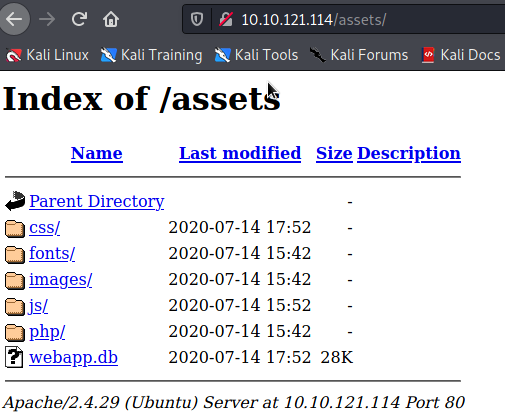 10.10.121.114/assets/
Kali Linux Kali Training Kali Tools Kali Forums Kali Docs
Index of /assets
Name Last modified Size Description
Parent Directory -
css/ 2020-07-14 17:52 -
fonts/ 2020-07-14 15:42 -
images/ 2020-07-14 15:42 -
js/ 2020-07-14 15:52 -
php/ 2020-07-14 15:42 -
webapp.db 2020-07-14 17:52 28K
Apache/2.4.29 (Ubuntu) Server at 10.10.121.114 Port 80